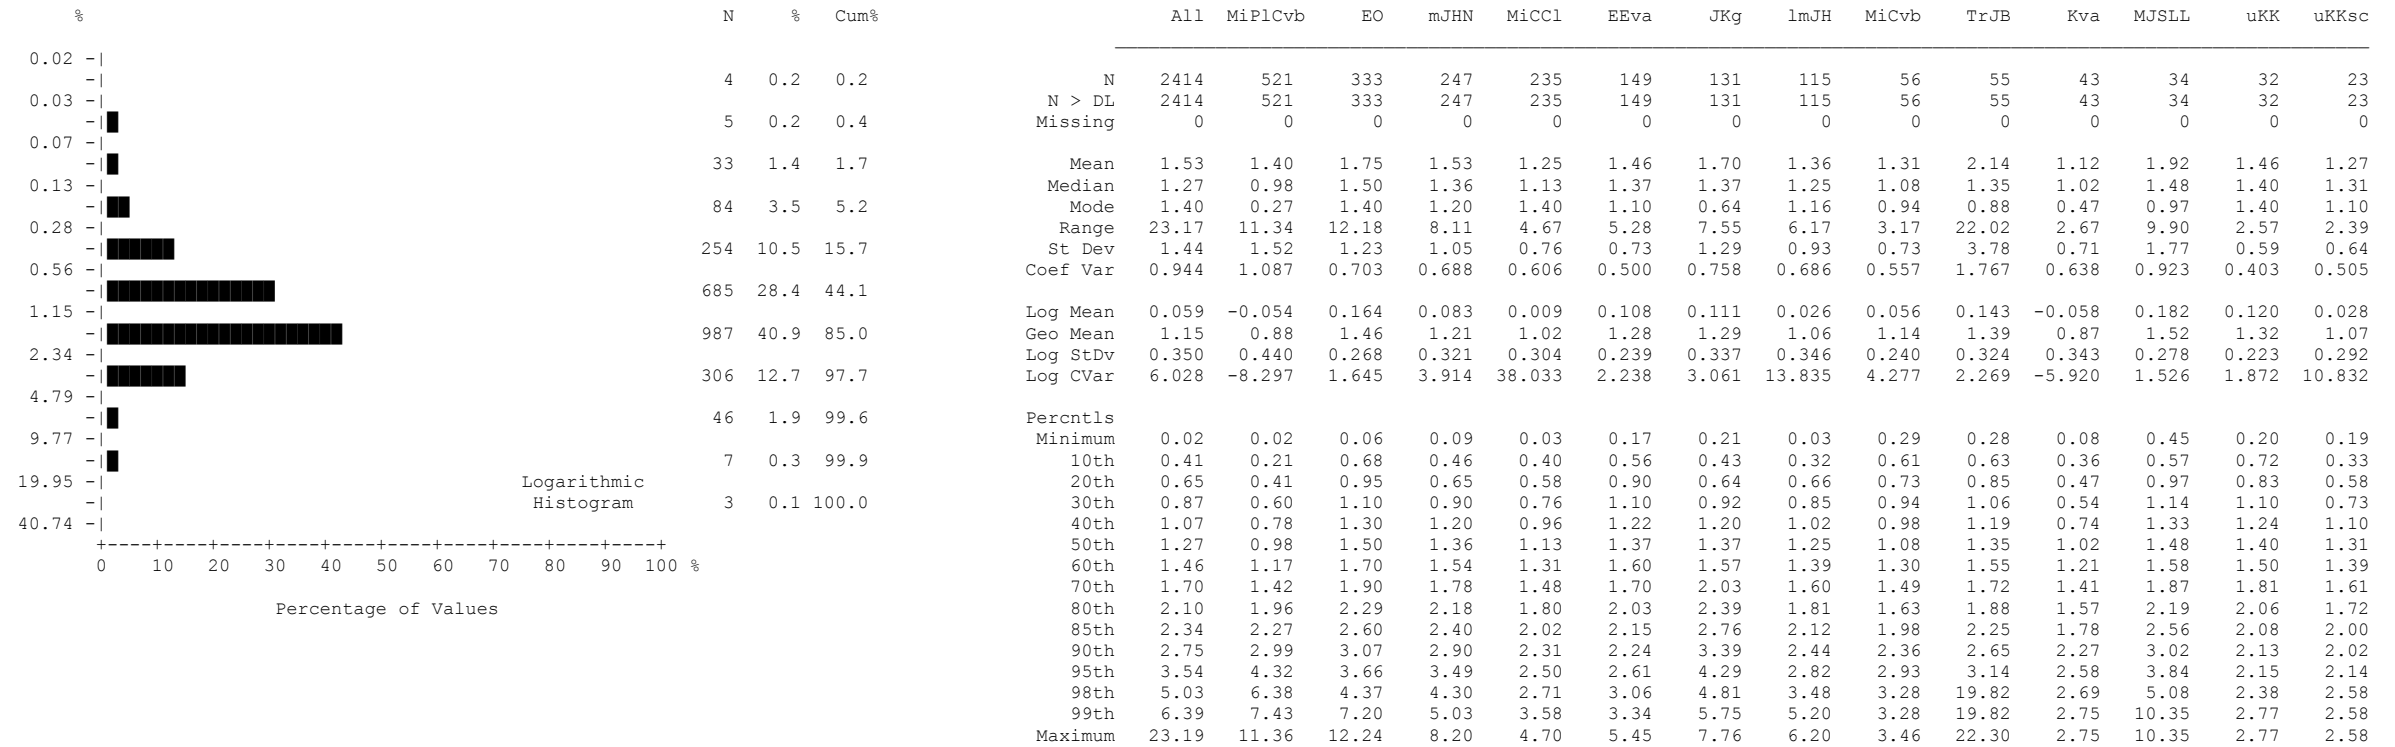 % N % Cum% All MiPlCvb EO mJHN MiCCl EEva JKg lmJH MiCvb TrJB Kva MJSLL uKK uKKsc
0.02 -|
-| 4 0.2 0.2 N 2414 521 333 247 235 149 131 115 56 55 43 34 32 23
0.03 -| N > DL 2414 521 333 247 235 149 131 115 56 55 43 34 32 23
-| 5 0.2 0.4 Missing 0 0 0 0 0 0 0 0 0 0 0 0 0 0
0.07 -|
-| 33 1.4 1.7 Mean 1.53 1.40 1.75 1.53 1.25 1.46 1.70 1.36 1.31 2.14 1.12 1.92 1.46 1.27
0.13 -| Median 1.27 0.98 1.50 1.36 1.13 1.37 1.37 1.25 1.08 1.35 1.02 1.48 1.40 1.31
-| 84 3.5 5.2 Mode 1.40 0.27 1.40 1.20 1.40 1.10 0.64 1.16 0.94 0.88 0.47 0.97 1.40 1.10
0.28 -| Range 23.17 11.34 12.18 8.11 4.67 5.28 7.55 6.17 3.17 22.02 2.67 9.90 2.57 2.39
-| 254 10.5 15.7 St Dev 1.44 1.52 1.23 1.05 0.76 0.73 1.29 0.93 0.73 3.78 0.71 1.77 0.59 0.64
0.56 -| Coef Var 0.944 1.087 0.703 0.688 0.606 0.500 0.758 0.686 0.557 1.767 0.638 0.923 0.403 0.505
-| 685 28.4 44.1
1.15 -| Log Mean 0.059 -0.054 0.164 0.083 0.009 0.108 0.111 0.026 0.056 0.143 -0.058 0.182 0.120 0.028
-| 987 40.9 85.0 Geo Mean 1.15 0.88 1.46 1.21 1.02 1.28 1.29 1.06 1.14 1.39 0.87 1.52 1.32 1.07
2.34 -| Log StDv 0.350 0.440 0.268 0.321 0.304 0.239 0.337 0.346 0.240 0.324 0.343 0.278 0.223 0.292
-| 306 12.7 97.7 Log CVar 6.028 -8.297 1.645 3.914 38.033 2.238 3.061 13.835 4.277 2.269 -5.920 1.526 1.872 10.832
4.79 -|
-| 46 1.9 99.6 Percntls
9.77 -| Minimum 0.02 0.02 0.06 0.09 0.03 0.17 0.21 0.03 0.29 0.28 0.08 0.45 0.20 0.19
-| 7 0.3 99.9 10th 0.41 0.21 0.68 0.46 0.40 0.56 0.43 0.32 0.61 0.63 0.36 0.57 0.72 0.33
19.95 -| Logarithmic 20th 0.65 0.41 0.95 0.65 0.58 0.90 0.64 0.66 0.73 0.85 0.47 0.97 0.83 0.58
-| Histogram 3 0.1 100.0 30th 0.87 0.60 1.10 0.90 0.76 1.10 0.92 0.85 0.94 1.06 0.54 1.14 1.10 0.73
40.74 -| 40th 1.07 0.78 1.30 1.20 0.96 1.22 1.20 1.02 0.98 1.19 0.74 1.33 1.24 1.10
50th 1.27 0.98 1.50 1.36 1.13 1.37 1.37 1.25 1.08 1.35 1.02 1.48 1.40 1.31
0 10 20 30 40 50 60 70 80 90 100 % 60th 1.46 1.17 1.70 1.54 1.31 1.60 1.57 1.39 1.30 1.55 1.21 1.58 1.50 1.39
70th 1.70 1.42 1.90 1.78 1.48 1.70 2.03 1.60 1.49 1.72 1.41 1.87 1.81 1.61
Percentage of Values 80th 2.10 1.96 2.29 2.18 1.80 2.03 2.39 1.81 1.63 1.88 1.57 2.19 2.06 1.72
85th 2.34 2.27 2.60 2.40 2.02 2.15 2.76 2.12 1.98 2.25 1.78 2.56 2.08 2.00
90th 2.75 2.99 3.07 2.90 2.31 2.24 3.39 2.44 2.36 2.65 2.27 3.02 2.13 2.02
95th 3.54 4.32 3.66 3.49 2.50 2.61 4.29 2.82 2.93 3.14 2.58 3.84 2.15 2.14
98th 5.03 6.38 4.37 4.30 2.71 3.06 4.81 3.48 3.28 19.82 2.69 5.08 2.38 2.58
99th 6.39 7.43 7.20 5.03 3.58 3.34 5.75 5.20 3.28 19.82 2.75 10.35 2.77 2.58
Maximum 23.19 11.36 12.24 8.20 4.70 5.45 7.76 6.20 3.46 22.30 2.75 10.35 2.77 2.58